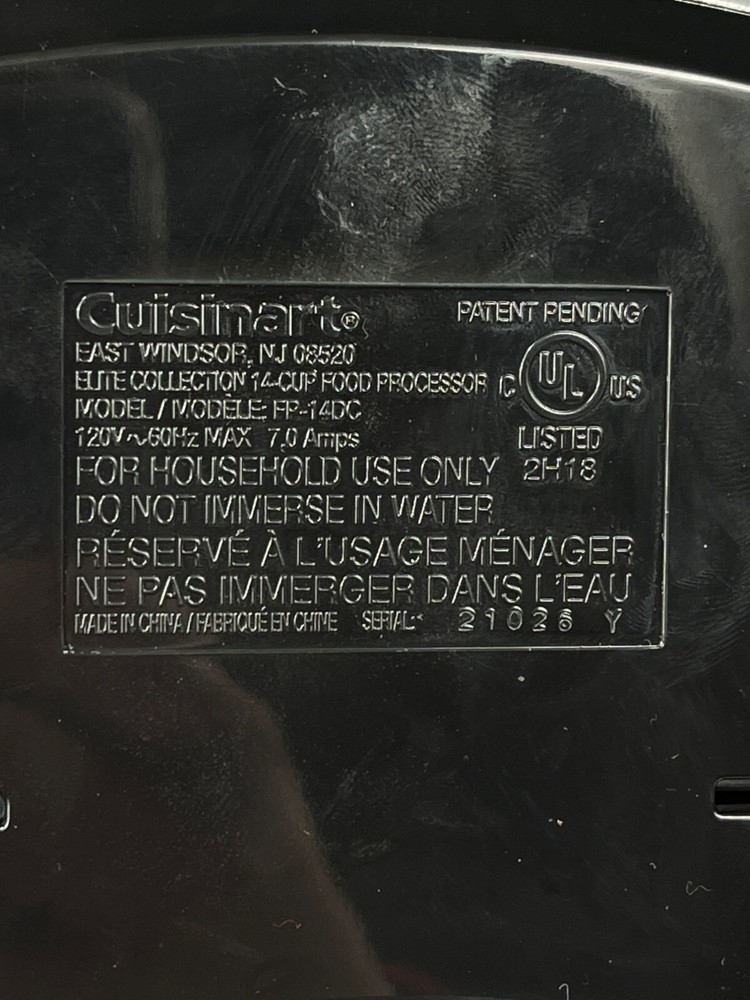 Cuisinart®
PATENT PENDING
EAST WINDSOR, NJ 08520
ELITE COLLECTION 14-CUP FOOD PROCESSOR
C UL US
MODEL / MODÈLE: FP-14DC
120V~60Hz MAX 7.0 Amps
LISTED
FOR HOUSEHOLD USE ONLY
2H18
DO NOT IMMERSE IN WATER
RÉSERVÉ À L'USAGE MÉNAGER
NE PAS IMMERGER DANS L'EAU
MADE IN CHINA / FABRIQUÉ EN CHINE SERIAL: 21026 Y